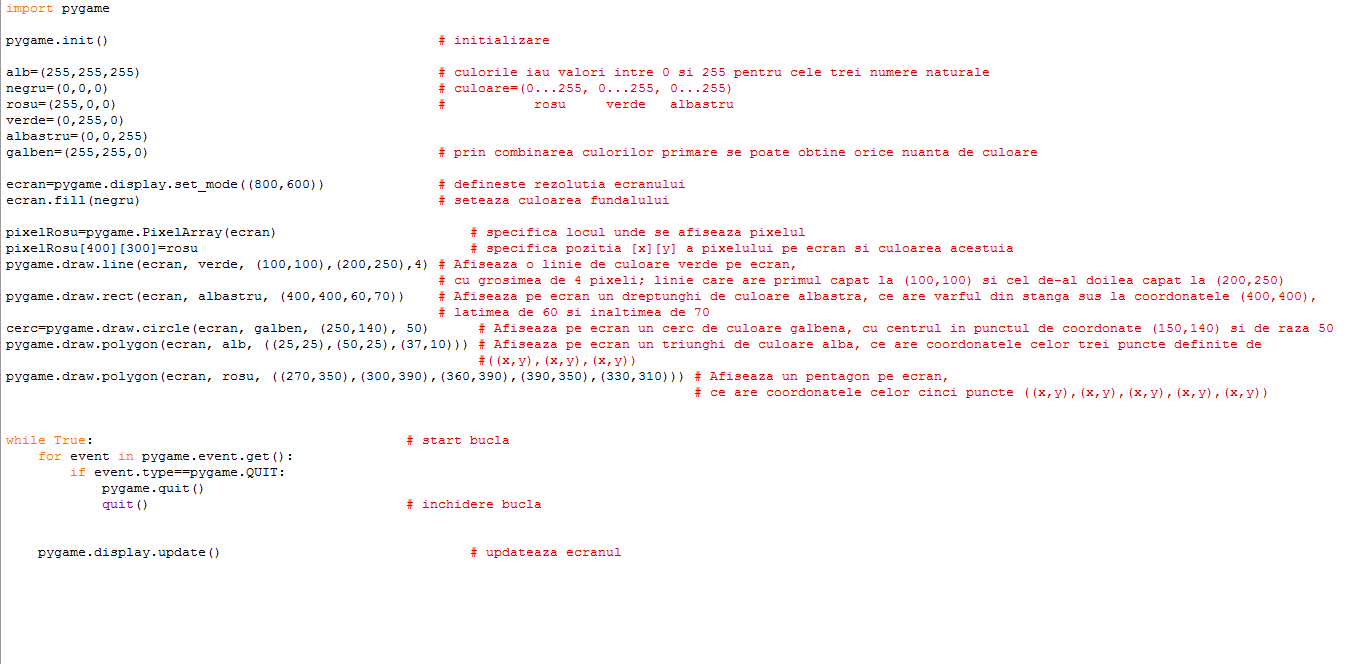 import pygame
pygame.init() # initializare
alb=(255,255,255) # culorile iau valori intre 0 si 255 pentru cele trei numere naturale
negru=(0,0,0) # culoare=(0...255, 0...255, 0...255)
rosu=(255,0,0) # rosu verde albastru
verde=(0,255,0)
albastru=(0,0,255)
galben=(255,255,0) # prin combinarea culorilor primare se poate obtine orice nuanta de culoare
ecran=pygame.display.set_mode((800,600)) # defineste rezolutia ecranului
ecran.fill(negru) # seteaza culoarea fundalului
pixelRosu=pygame.PixelArray(ecran) # specifica locul unde se afiseaza pixelul
pixelRosu[400][300]=rosu # specifica pozitia [x][y] a pixelului pe ecran si culoarea acestuia
pygame.draw.line(ecran, verde, (100,100),(200,250),4) # Afiseaza o linie de culoare verde pe ecran,
# cu grosimea de 4 pixeli; linie care are primul capat la (100,100) si cel de-al doilea capat la (200,250)
pygame.draw.rect(ecran, albastru, (400,400,60,70)) # Afiseaza pe ecran un dreptunghi de culoare albastra, ce are varful din stanga sus la coordonatele (400,400),
# latimea de 60 si inaltimea de 70
cerc=pygame.draw.circle(ecran, galben, (250,140), 50) # Afiseaza pe ecran un cerc de culoare galbena, cu centrul in punctul de coordonate (150,140) si de raza 50
pygame.draw.polygon(ecran, alb, ((25,25),(50,25),(37,10))) # Afiseaza pe ecran un triunghi de culoare alba, ce are coordonatele celor trei puncte definite de
#((x,y),(x,y),(x,y))
pygame.draw.polygon(ecran, rosu, ((270,350),(300,390),(360,390),(390,350),(330,310))) # Afiseaza un pentagon pe ecran,
# ce are coordonatele celor cinci puncte ((x,y),(x,y),(x,y),(x,y),(x,y))
while True: # start bucla
for event in pygame.event.get():
if event.type==pygame.QUIT:
pygame.quit()
quit() # inchidere bucla
pygame.display.update() # updateaza ecranul